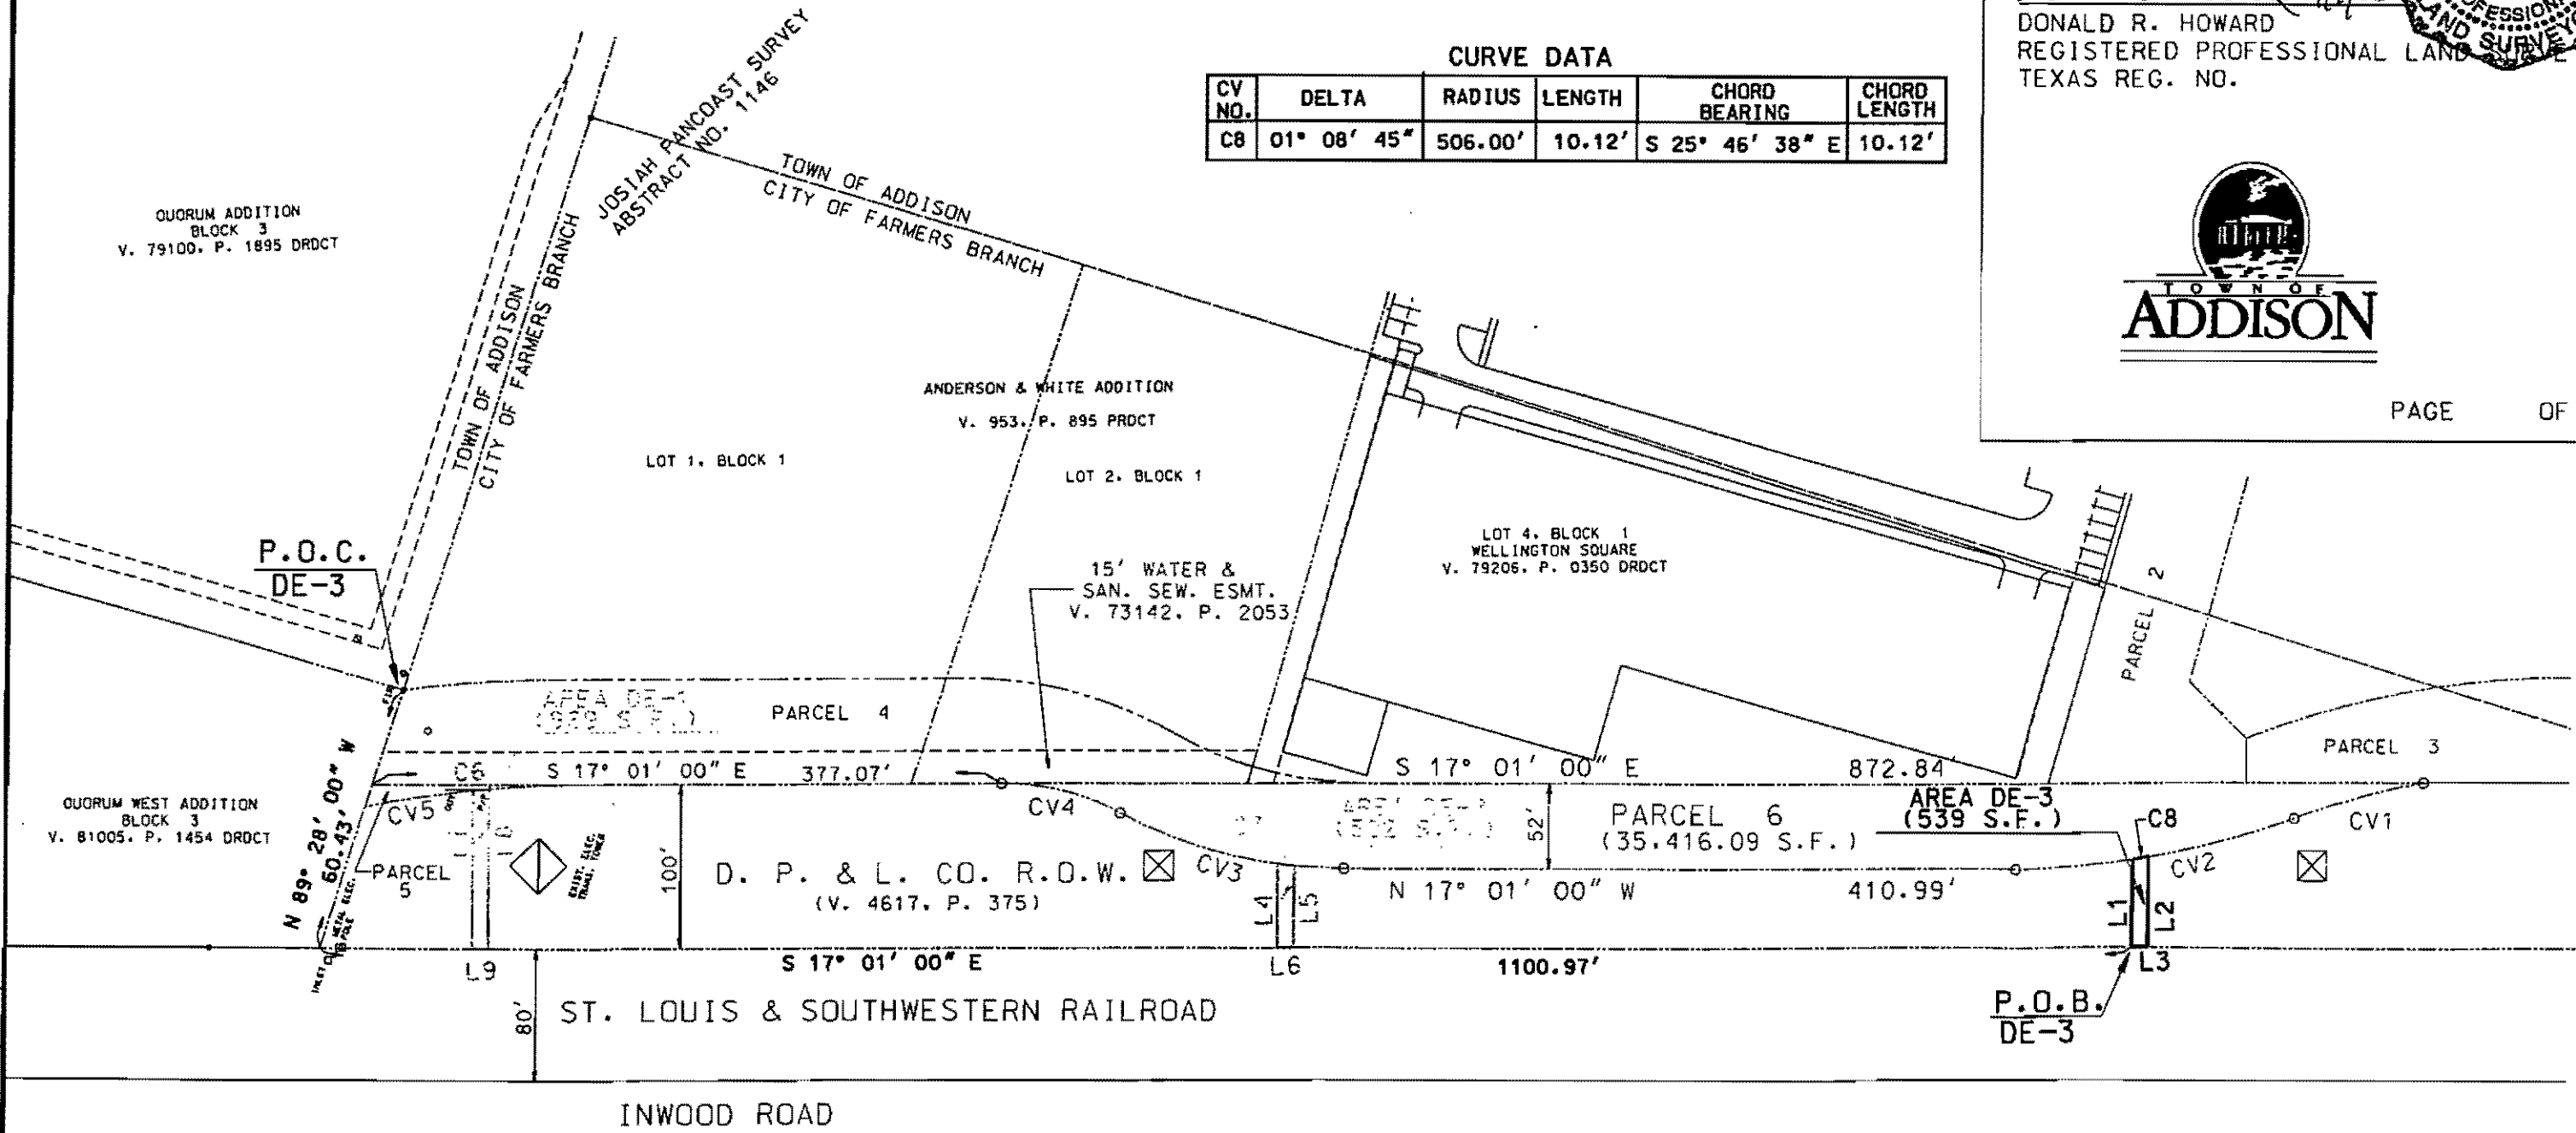 CURVE DATA
CV NO. DELTA RADIUS LENGTH CHORD BEARING CHORD LENGTH
C8 01° 08' 45" 506.00' 10.12' S 25° 46' 38" E 10.12'
DONALD R. HOWARD
REGISTERED PROFESSIONAL LAND
TEXAS REG. NO.
LAND
TOWN OF
ADDISON
PAGE OF
JOSIAH PANCOAST SURVEY
ABSTRACT NO. 1146
TOWN OF ADDISON
CITY OF FARMERS BRANCH
QUORUM ADDITION
BLOCK 3
V. 79100, P. 1895 DRDCT
TOWN OF ADDISON
CITY OF FARMERS BRANCH
ANDERSON & WHITE ADDITION
V. 953, P. 895 PRDCT
LOT 1, BLOCK 1
LOT 2, BLOCK 1
LOT 4, BLOCK 1
WELLINGTON SQUARE
V. 79206, P. 0350 DRDCT
P.O.C.
DE-3
15' WATER &
SAN. SEW. ESMT.
V. 73142, P. 2053
PARCEL 2
PARCEL 4
PARCEL 3
C6
S 17° 01' 00" E 377.07'
S 17° 01' 00" E 872.84'
QUORUM WEST ADDITION
BLOCK 3
V. 81005, P. 1454 DRDCT
N 89° 28' 00" W
60.43'
CV5
CV4
PARCEL 6
(35,416.09 S.F.)
52'
AREA DE-3
(539 S.F.)
C8
CV1
PARCEL
5
EXIST. ELEC.
TRANS. TOWER
100'
D. P. & L. CO. R.O.W.
(V. 4617, P. 375)
CV3
CV2
N 17° 01' 00" W 410.99'
L4
L5
L1
L2
METAL ELEC.
POLE
INLET
L9
S 17° 01' 00" E
L6
1100.97'
L3
P.O.B.
DE-3
80'
ST. LOUIS & SOUTHWESTERN RAILROAD
INWOOD ROAD